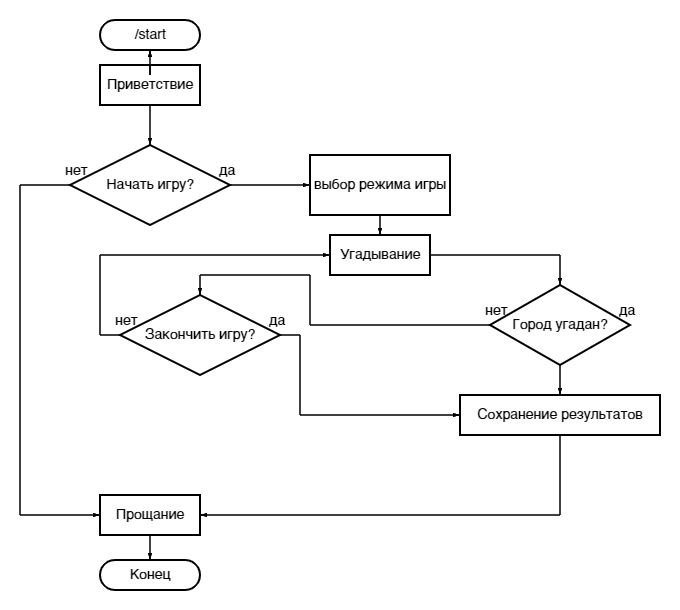 /start
Приветствие
нет
да
Начать игру?
выбор режима игры
Угадывание
нет
да
Закончить игру?
нет
да
Город угадан?
Сохранение результатов
Прощание
Конец